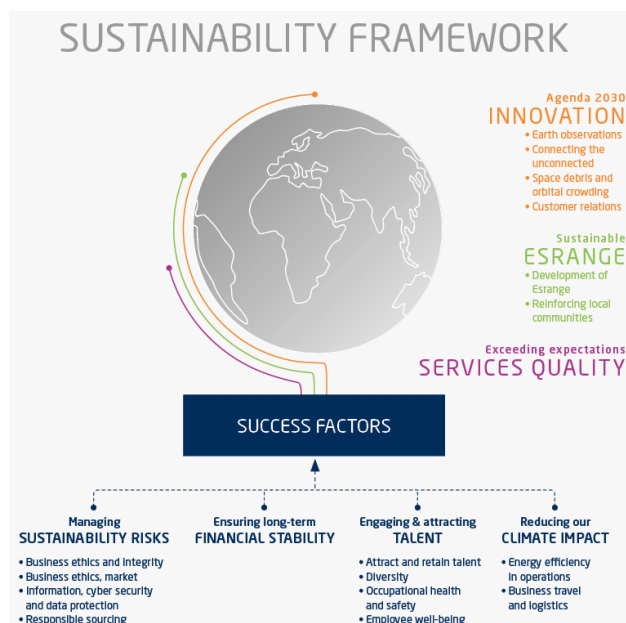 SUSTAINABILITY FRAMEWORK
Agenda 2030
INNOVATION
• Earth observations
• Connecting the
unconnected
• Space debris and
orbital crowding
• Customer relations
Sustainable
ESRANGE
• Development of
Esrange
• Reinforcing local
communities
Exceeding expectations
SERVICES QUALITY
SUCCESS FACTORS
Managing
SUSTAINABILITY RISKS
• Business ethics and integrity
• Business ethics, market
• Information, cyber security
and data protection
• Responsible sourcing
Ensuring long-term
FINANCIAL STABILITY
Engaging & attracting
TALENT
• Attract and retain talent
• Diversity
• Occupational health
and safety
• Employee well-being
Reducing our
CLIMATE IMPACT
• Energy efficiency
in operations
• Business travel
and logistics